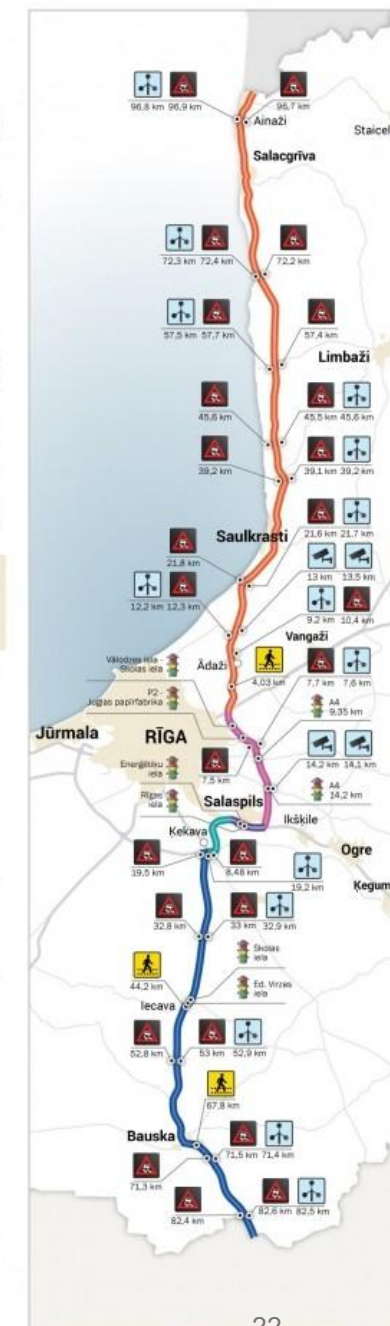 96,8 km 96,9 km
96,7 km
Ainaži
Staicel
Salacgrīva
72,3 km 72,4 km
72,2 km
57,5 km 57,7 km
57,4 km
Limbaži
45,6 km
45,5 km 45,6 km
39,2 km
39,1 km 39,2 km
Saulkrasti
21,6 km 21,7 km
21,8 km
13 km 13,5 km
12,2 km 12,3 km
9,2 km 10,4 km
Vangaži
Ādaži
4,03 km
7,7 km 7,6 km
Vālodzes iela -
Skolas iela
P2 -
Juglas papīrfabrika
A4
9,35 km
Jūrmala
RĪGA
7,5 km
14,2 km 14,1 km
Enerģētiķu
iela
Salaspils
A4
14,2 km
Rīgas
iela
Ikšķile
Ķekava
Ogre
19,5 km
8,48 km
19,2 km
Ķegum
32,8 km
33 km 32,9 km
Skolas
iela
44,2 km
Ed. Virzas
iela
Iecava
52,8 km
53 km 52,9 km
67,8 km
Bauska
71,5 km 71,4 km
71,3 km
82,4 km
82,6 km 82,5 km